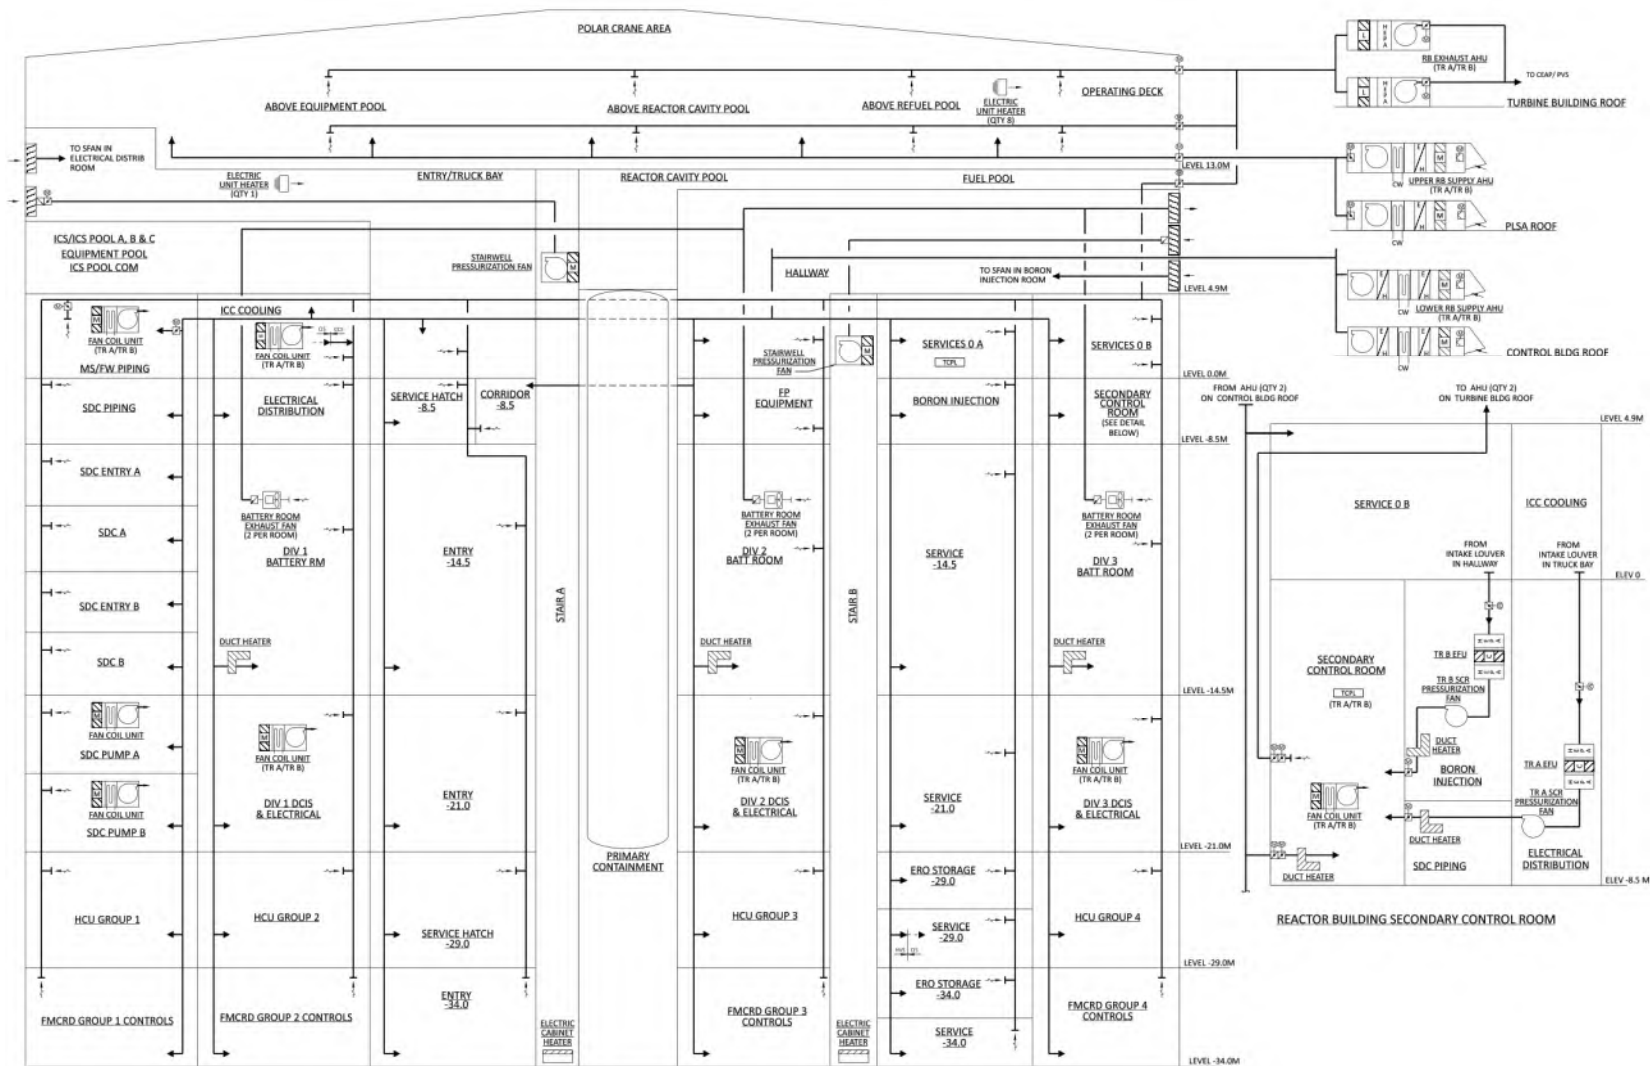 POLAR CRANE AREA
ABOVE EQUIPMENT POOL
ABOVE REACTOR CAVITY POOL
ABOVE REFUEL POOL
ELECTRIC
UNIT HEATER
(QTY 8)
OPERATING DECK
RB EXHAUST AHU
(TR A/TR B)
TO CEAP/ PVS
TURBINE BUILDING ROOF
TO SFAN IN
ELECTRICAL DISTRIB
ROOM
ELECTRIC
UNIT HEATER
(QTY 1)
ENTRY/TRUCK BAY
REACTOR CAVITY POOL
FUEL POOL
LEVEL 13.0M
UPPER RB SUPPLY AHU
(TR A/TR B)
CW
PLSA ROOF
CW
ICS/ICS POOL A, B & C
EQUIPMENT POOL
ICS POOL COM
STAIRWELL
PRESSURIZATION FAN
HALLWAY
TO SFAN IN BORON
INJECTION ROOM
LEVEL 4.9M
LOWER RB SUPPLY AHU
(TR A/TR B)
CW
CONTROL BLDG ROOF
CW
ICC COOLING
FAN COIL UNIT
(TR A/TR B)
MS/FW PIPING
FAN COIL UNIT
(TR A/TR B)
STAIRWELL
PRESSURIZATION
FAN
SERVICES 0 A
TCFL
SERVICES 0 B
LEVEL 0.0M
SDC PIPING
ELECTRICAL
DISTRIBUTION
SERVICE HATCH
-8.5
CORRIDOR
-8.5
FP
EQUIPMENT
BORON INJECTION
SECONDARY
CONTROL
ROOM
(SEE DETAIL
BELOW)
LEVEL -8.5M
FROM AHU (QTY 2)
ON CONTROL BLDG ROOF
TO AHU (QTY 2)
ON TURBINE BLDG ROOF
LEVEL 4.9M
SDC ENTRY A
SDC A
SDC ENTRY B
SDC B
BATTERY ROOM
EXHAUST FAN
(2 PER ROOM)
DIV 1
BATTERY RM
ENTRY
-14.5
BATTERY ROOM
EXHAUST FAN
(2 PER ROOM)
DIV 2
BATT ROOM
SERVICE
-14.5
BATTERY ROOM
EXHAUST FAN
(2 PER ROOM)
DIV 3
BATT ROOM
STAIR A
STAIR B
DUCT HEATER
DUCT HEATER
DUCT HEATER
LEVEL -14.5M
SERVICE 0 B
ICC COOLING
FROM
INTAKE LOUVER
IN HALLWAY
FROM
INTAKE LOUVER
IN TRUCK BAY
ELEV 0
SECONDARY
CONTROL ROOM
TCFL
(TR A/TR B)
TR B EFU
TR B SCR
PRESSURIZATION
FAN
DUCT
HEATER
BORON
INJECTION
TR A EFU
TR A SCR
PRESSURIZATION
FAN
FAN COIL UNIT
(TR A/TR B)
DUCT HEATER
DUCT HEATER
SDC PIPING
ELECTRICAL
DISTRIBUTION
ELEV -8.5 M
REACTOR BUILDING SECONDARY CONTROL ROOM
FAN COIL UNIT
SDC PUMP A
FAN COIL UNIT
SDC PUMP B
FAN COIL UNIT
(TR A/TR B)
DIV 1 DCIS
& ELECTRICAL
ENTRY
-21.0
FAN COIL UNIT
(TR A/TR B)
DIV 2 DCIS
& ELECTRICAL
SERVICE
-21.0
FAN COIL UNIT
(TR A/TR B)
DIV 3 DCIS
& ELECTRICAL
LEVEL -21.0M
PRIMARY
CONTAINMENT
HCU GROUP 1
HCU GROUP 2
SERVICE HATCH
-29.0
HCU GROUP 3
ERO STORAGE
-29.0
SERVICE
-29.0
HCU GROUP 4
LEVEL -29.0M
FMCRD GROUP 1 CONTROLS
FMCRD GROUP 2 CONTROLS
ENTRY
-34.0
ELECTRIC
CABINET
HEATER
FMCRD GROUP 3
CONTROLS
ELECTRIC
CABINET
HEATER
ERO STORAGE
-34.0
SERVICE
-34.0
FMCRD GROUP 4
CONTROLS
LEVEL -34.0M